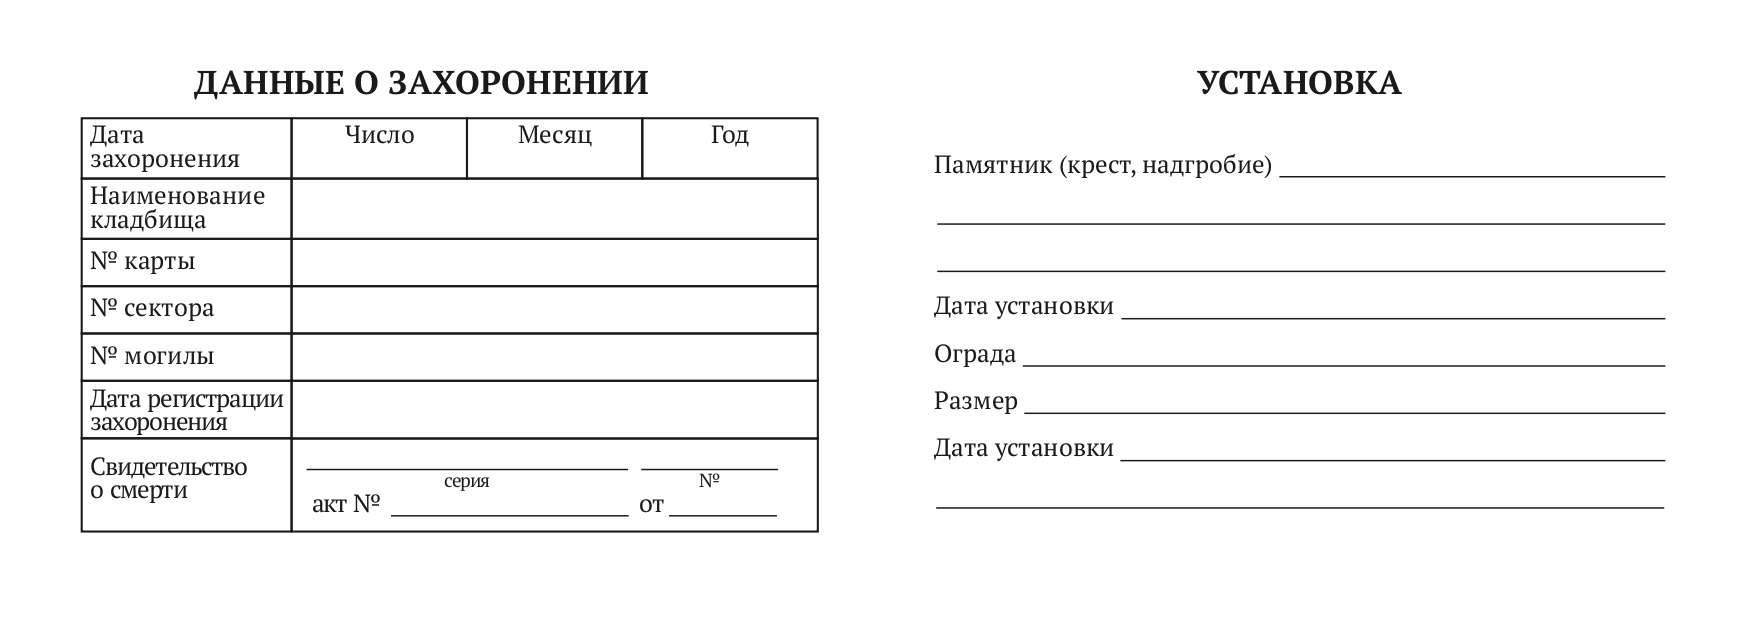 ДАННЫЕ О ЗАХОРОНЕНИИ
Дата
захоронения
Число
Месяц
Год
Наименование
кладбища
№ карты
№ сектора
№ могилы
Дата регистрации
захоронения
Свидетельство
о смерти
серия
№
акт №
от
УСТАНОВКА
Памятник (крест, надгробие)
Дата установки
Ограда
Размер
Дата установки